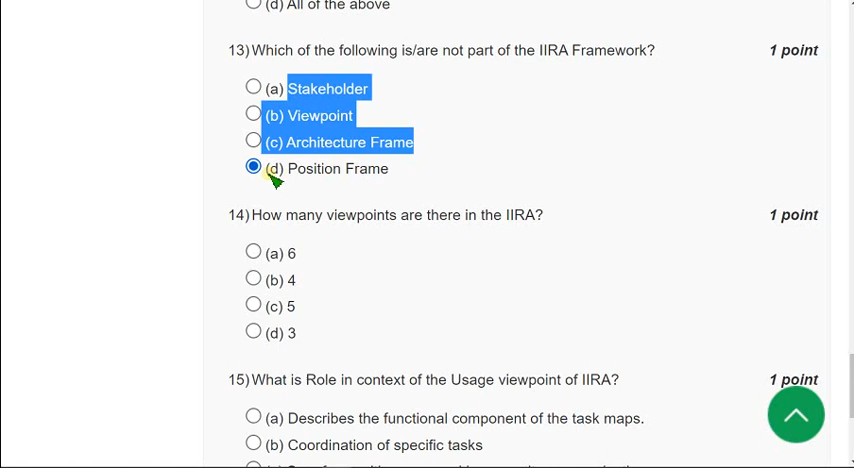 (d) All of the above
13) Which of the following is/are not part of the IIRA Framework? 1 point
(a) Stakeholder
(b) Viewpoint
(c) Architecture Frame
(d) Position Frame
14) How many viewpoints are there in the IIRA? 1 point
(a) 6
(b) 4
(c) 5
(d) 3
15) What is Role in context of the Usage viewpoint of IIRA? 1 point
(a) Describes the functional component of the task maps.
(b) Coordination of specific tasks